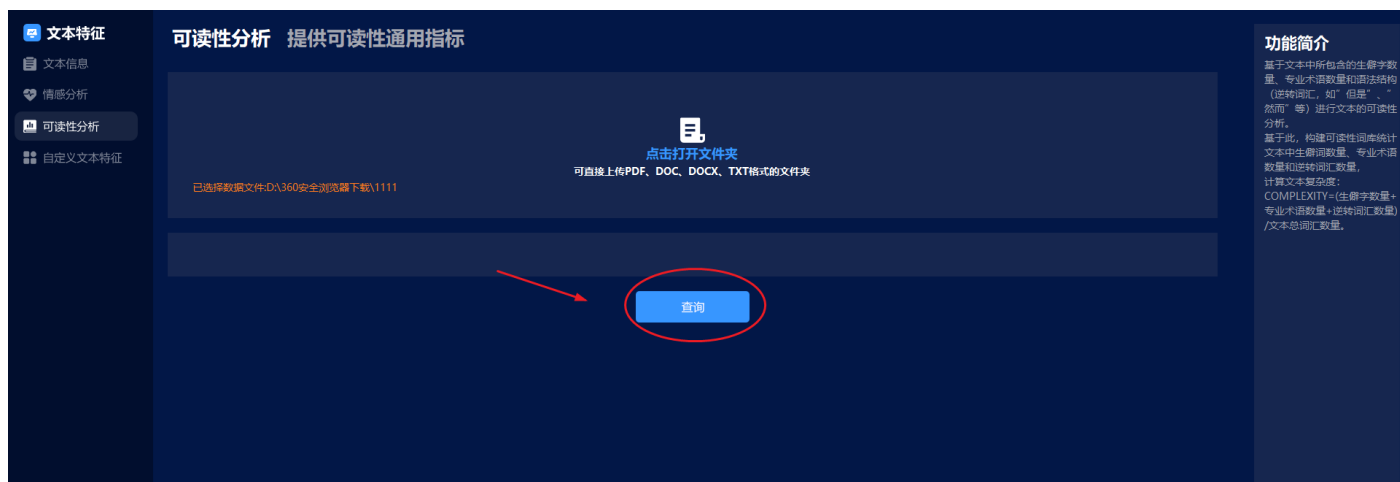 文本特征
文本信息
情感分析
可读性分析
自定义文本特征
可读性分析 提供可读性通用指标
点击打开文件夹
可直接上传PDF、DOC、DOCX、TXT格式的文件夹
已选择数据文件:D:\360安全浏览器下载\1111
查询
功能简介
基于文本中所包含的生僻字数
量、专业术语数量和语法结构
（逆转词汇，如”但是”、”
然而”等）进行文本的可读性
分析。
基于此，构建可读性词库统计
文本中生僻词数量、专业术语
数量和逆转词汇数量，
计算文本复杂度：
COMPLEXITY=(生僻字数量+
专业术语数量+逆转词汇数量)
/文本总词汇数量。